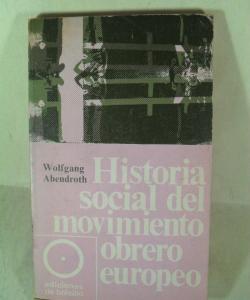 Wolfgang
Abendroth
Historia
social del
movimiento
obrero
europeo
ediciones
de bolsillo